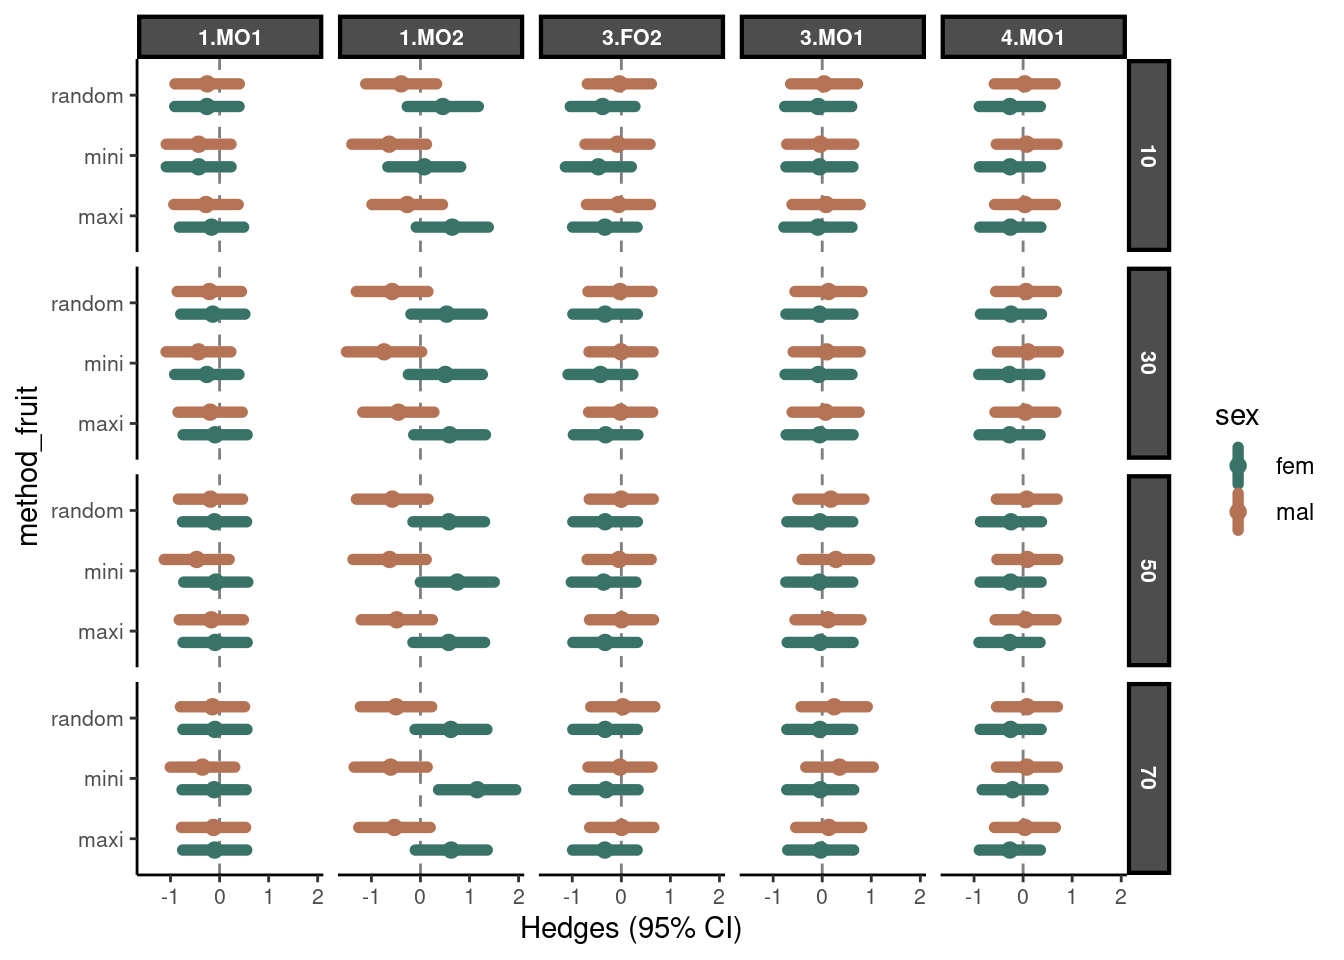 1.MO1 1.MO2 3.FO2 3.MO1 4.MO1
random
mini
maxi
10
random
mini
maxi
30
random
mini
maxi
50
random
mini
maxi
70
-1 0 1 2 -1 0 1 2 -1 0 1 2 -1 0 1 2 -1 0 1 2
Hedges (95% CI)
method_fruit
sex
fem
mal